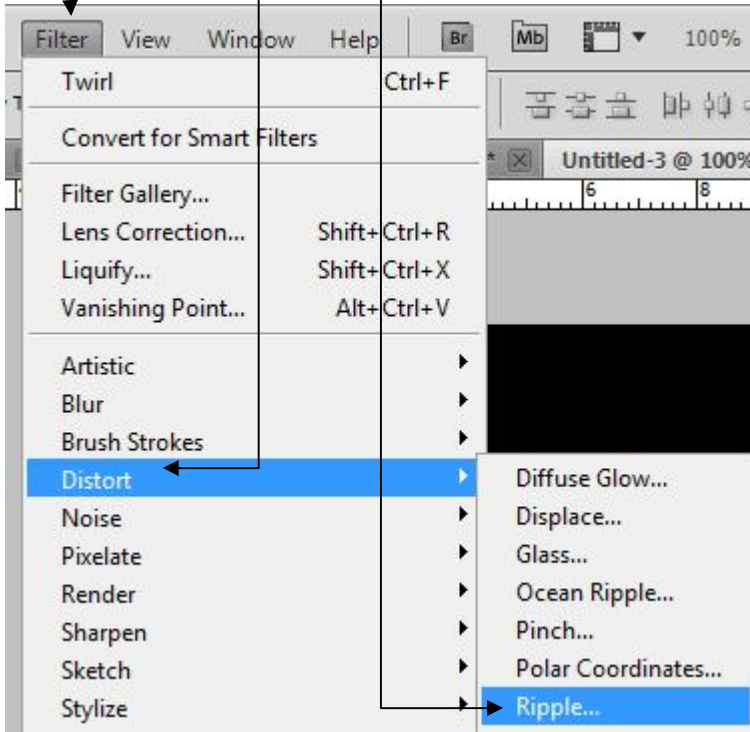 Filter View Window Help Br Mb 100%
Twirl Ctrl+F
Convert for Smart Filters
* Untitled-3 @ 100%
6 8
Filter Gallery...
Lens Correction... Shift+Ctrl+R
Liquify... Shift+Ctrl+X
Vanishing Point... Alt+Ctrl+V
Artistic
Blur
Brush Strokes
Distort
Noise
Pixelate
Render
Sharpen
Sketch
Stylize
Diffuse Glow...
Displace...
Glass...
Ocean Ripple...
Pinch...
Polar Coordinates...
Ripple...